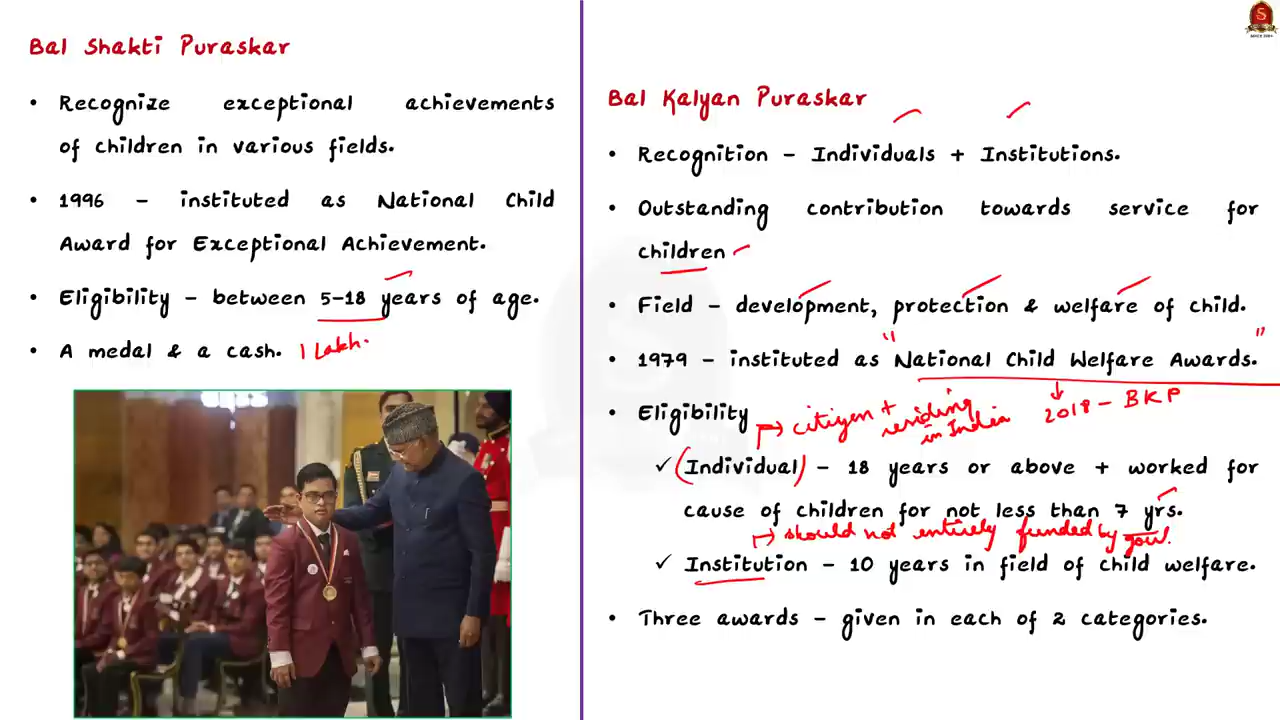 Bal Shakti Puraskar
• Recognize exceptional achievements
of children in various fields.
• 1996 – instituted as National Child
Award for Exceptional Achievement.
• Eligibility – between 5-18 years of age.
• A medal & a cash. 1 Lakh.
S
SINCE 2004
Bal Kalyan Puraskar
• Recognition – Individuals + Institutions.
• Outstanding contribution towards service for
children
• Field – development, protection & welfare of child.
• 1979 – instituted as "National Child Welfare Awards."
2018 – BKP
• Eligibility
citizen + residing
in India
✓ (Individual) – 18 years or above + worked for
cause of children for not less than 7 yrs.
should not entirely funded by govt.
✓ Institution – 10 years in field of child welfare.
• Three awards – given in each of 2 categories.